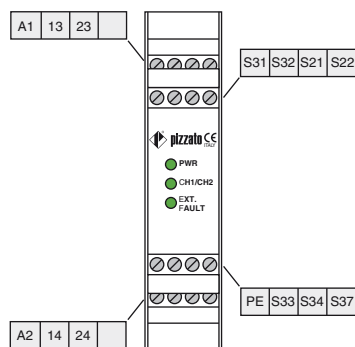 A1 13 23
S31 S32 S21 S22
pizzato CE
ITALY
PWR
CH1/CH2
EXT.
FAULT
PE S33 S34 S37
A2 14 24